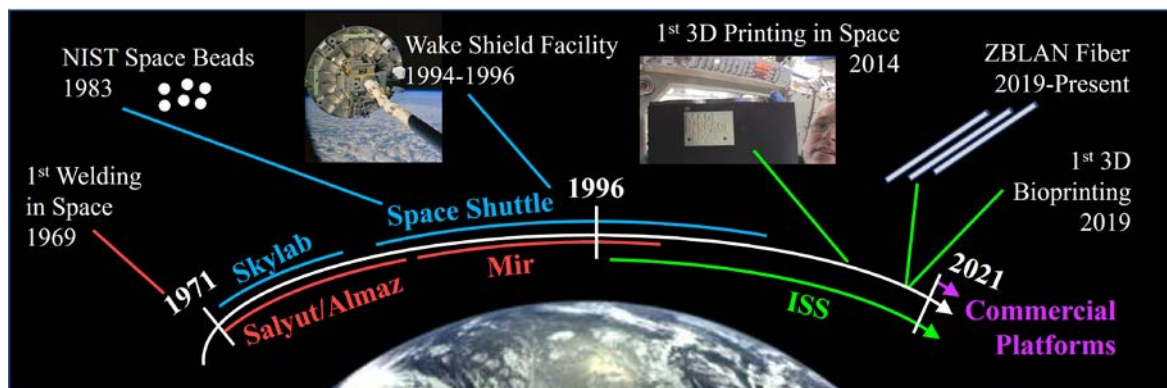 NIST Space Beads
1983
Wake Shield Facility
1994-1996
1st 3D Printing in Space
2014
ZBLAN Fiber
2019-Present
1st Welding
in Space
1969
1st 3D
Bioprinting
2019
1971
Skylab
Salyut/Almaz
Space Shuttle
Mir
1996
ISS
2021
Commercial
Platforms